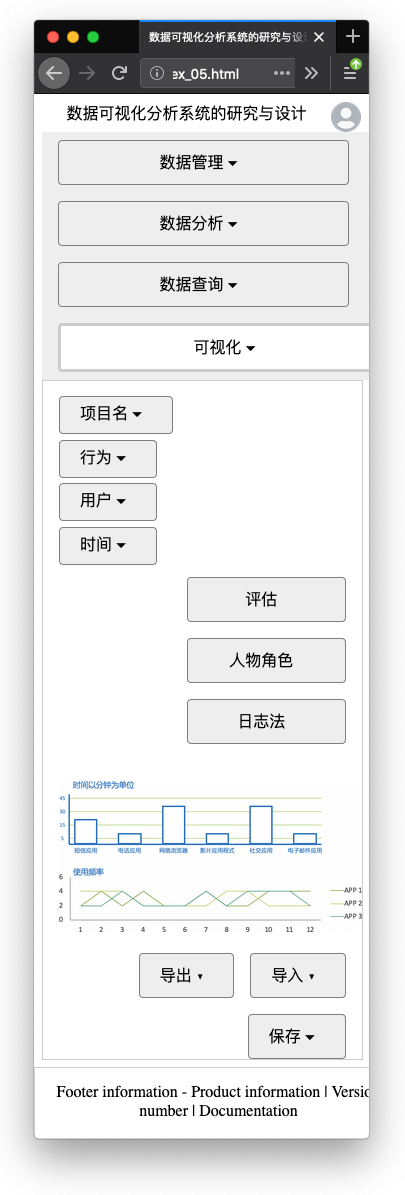 数据可视化分析系统的研究与设
ex_05.html
数据可视化分析系统的研究与设计
数据管理
数据分析
数据查询
可视化
项目名
行为
用户
时间
评估
人物角色
日志法
时间以分钟为单位
45
30
15
5
短信应用 电话应用 网络浏览器 影片应用程式 社交应用 电子邮件应用
使用频率
6
4 APP 1
2 APP 2
0 APP 3
1 2 3 4 5 6 7 8 9 10 11 12
导出 导入
保存
Footer information - Product information | Versio
number | Documentation